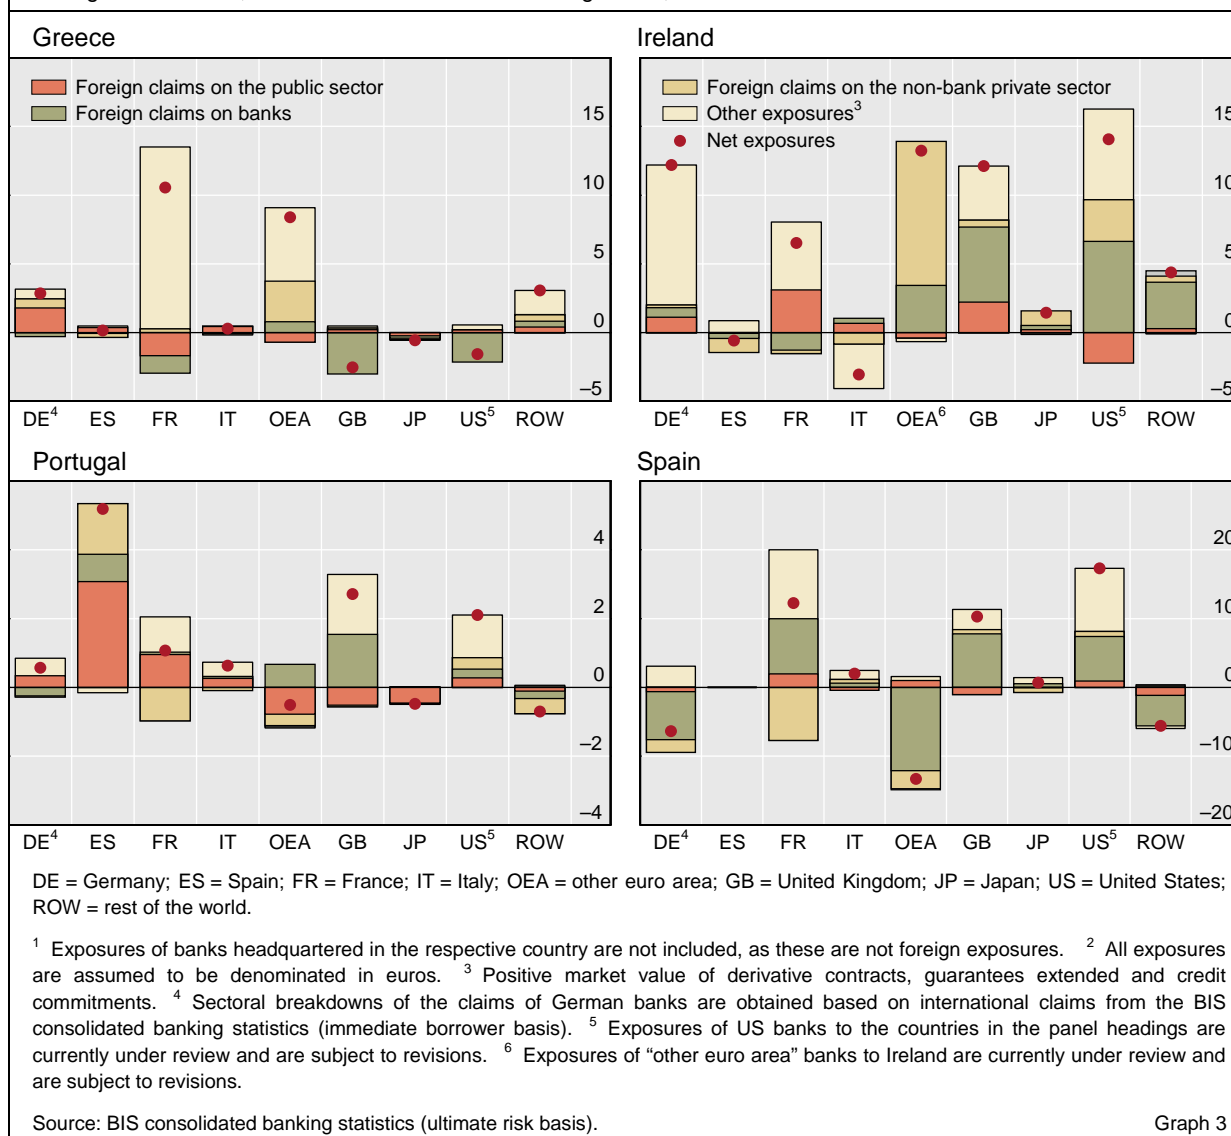 Greece
Foreign claims on the public sector
Foreign claims on banks
15
10
5
0
–5
DE4 ES FR IT OEA GB JP US5 ROW
Ireland
Foreign claims on the non-bank private sector
Other exposures3
Net exposures
15
10
5
0
–5
DE4 ES FR IT OEA6 GB JP US5 ROW
Portugal
4
2
0
–2
–4
DE4 ES FR IT OEA GB JP US5 ROW
Spain
20
10
0
–10
–20
DE4 ES FR IT OEA GB JP US5 ROW
DE = Germany; ES = Spain; FR = France; IT = Italy; OEA = other euro area; GB = United Kingdom; JP = Japan; US = United States;
ROW = rest of the world.
1 Exposures of banks headquartered in the respective country are not included, as these are not foreign exposures. 2 All exposures
are assumed to be denominated in euros. 3 Positive market value of derivative contracts, guarantees extended and credit
commitments. 4 Sectoral breakdowns of the claims of German banks are obtained based on international claims from the BIS
consolidated banking statistics (immediate borrower basis). 5 Exposures of US banks to the countries in the panel headings are
currently under review and are subject to revisions. 6 Exposures of “other euro area” banks to Ireland are currently under review and
are subject to revisions.
Source: BIS consolidated banking statistics (ultimate risk basis). Graph 3